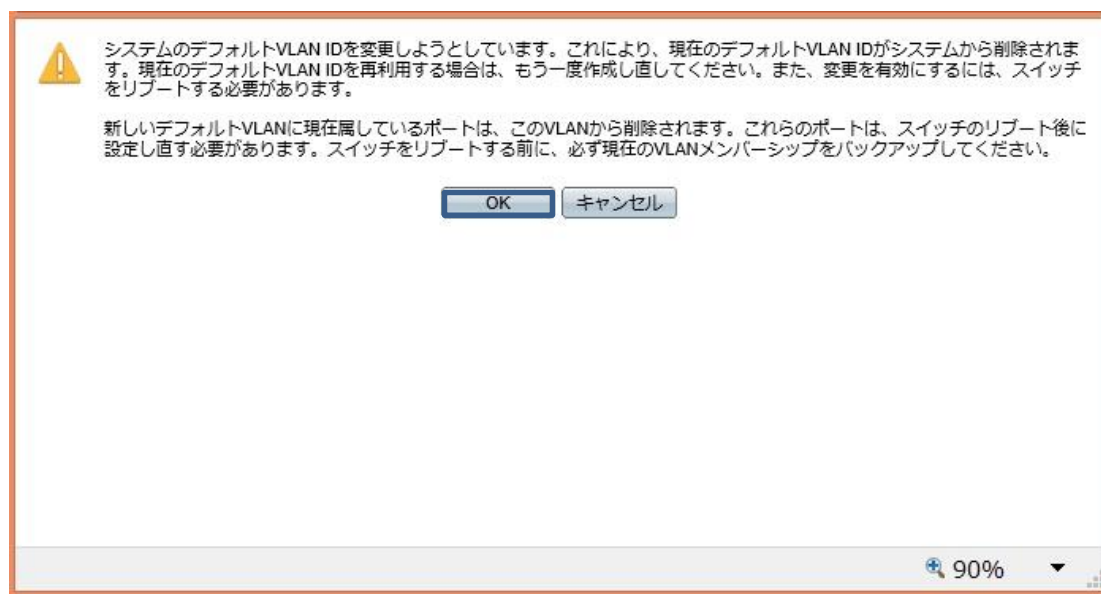 システムのデフォルトVLAN IDを変更しようとしています。これにより、現在のデフォルトVLAN IDがシステムから削除されま
す。現在のデフォルトVLAN IDを再利用する場合は、もう一度作成し直してください。また、変更を有効にするには、スイッチ
をリブートする必要があります。
新しいデフォルトVLANに現在属しているポートは、このVLANから削除されます。これらのポートは、スイッチのリブート後に
設定し直す必要があります。スイッチをリブートする前に、必ず現在のVLANメンバーシップをバックアップしてください。
OK キャンセル
90%